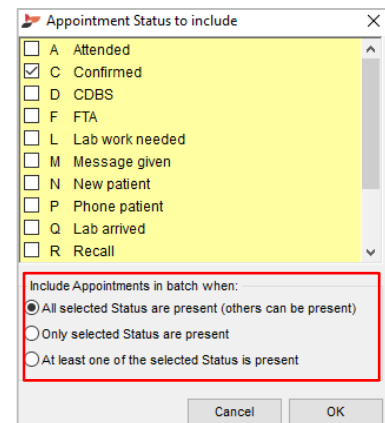 Appointment Status to include
A Attended
C Confirmed
D CDBS
F FTA
L Lab work needed
M Message given
N New patient
P Phone patient
Q Lab arrived
R Recall
Include Appointments in batch when:
All selected Status are present (others can be present)
Only selected Status are present
At least one of the selected Status is present
Cancel OK